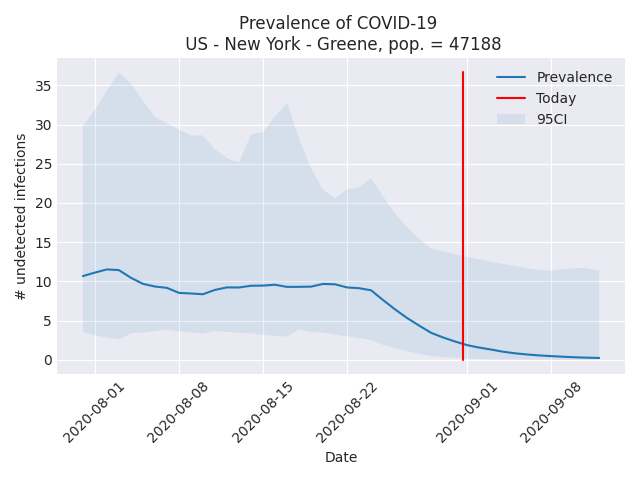 Prevalence of COVID-19
US - New York - Greene, pop. = 47188
# undetected infections
35
30
25
20
15
10
5
0
Prevalence
Today
95CI
2020-08-01
2020-08-08
2020-08-15
2020-08-22
2020-09-01
2020-09-08
Date